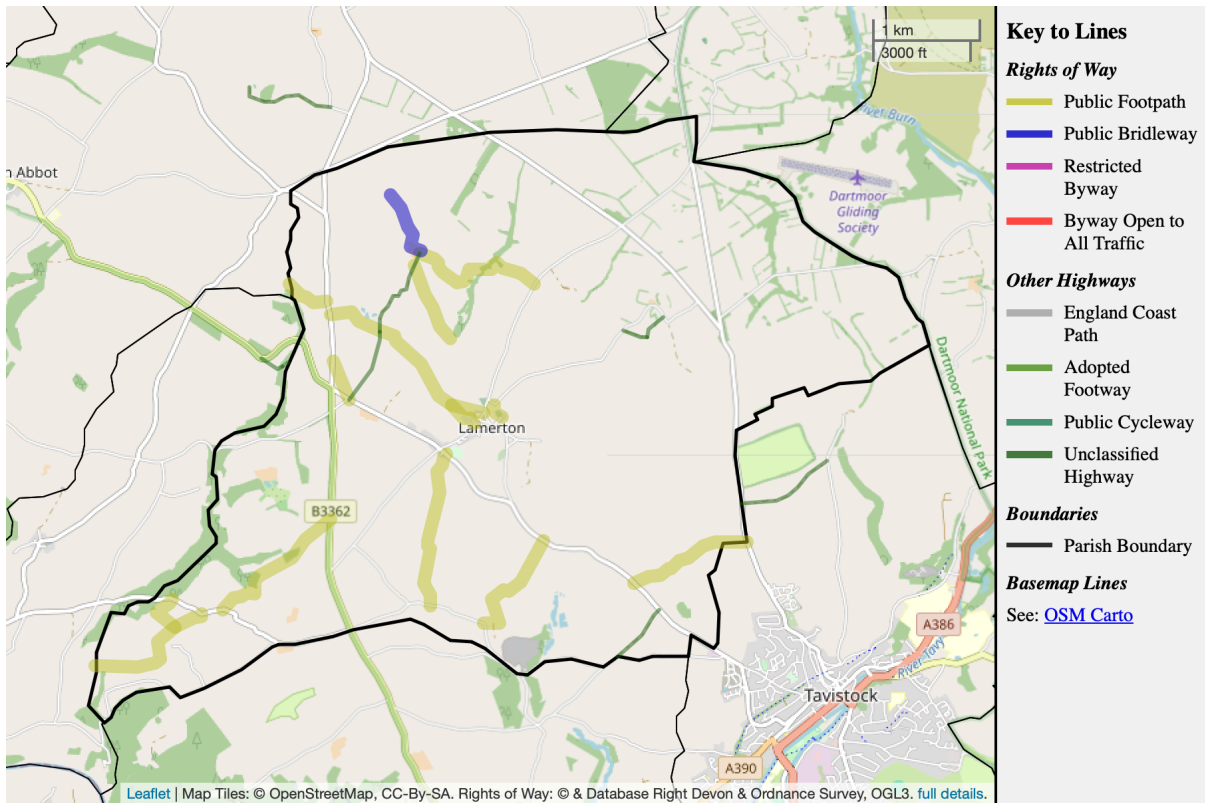 1 km
3000 ft
River Burn
n Abbot
Dartmoor
Gliding
Society
Dartmoor National Park
Lamerton
B3362
A386
River Tavy
Tavistock
A390
Leaflet | Map Tiles: © OpenStreetMap, CC-By-SA. Rights of Way: © & Database Right Devon & Ordnance Survey, OGL3. full details.
Key to Lines
Rights of Way
Public Footpath
Public Bridleway
Restricted
Byway
Byway Open to
All Traffic
Other Highways
England Coast
Path
Adopted
Footway
Public Cycleway
Unclassified
Highway
Boundaries
Parish Boundary
Basemap Lines
See: OSM Carto